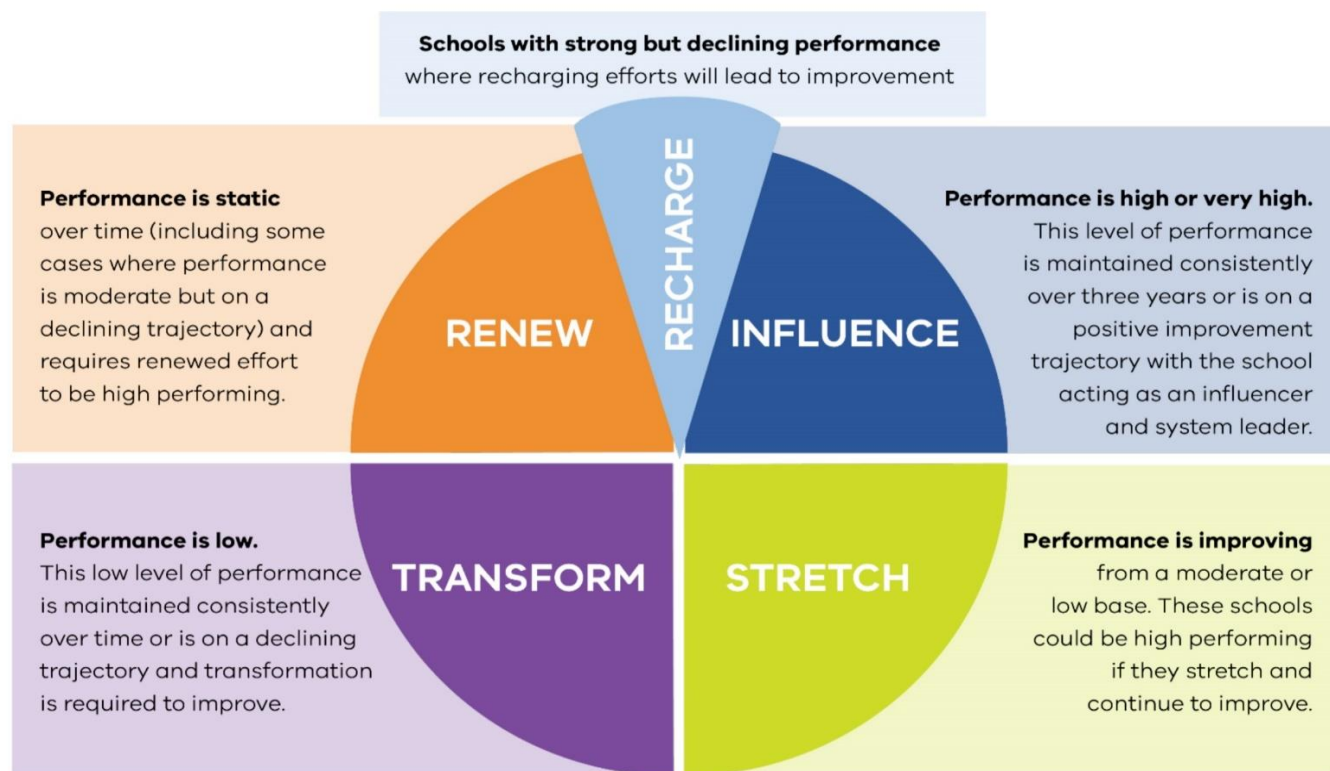 Schools with strong but declining performance
where recharging efforts will lead to improvement
Performance is static
over time (including some
cases where performance
is moderate but on a
declining trajectory) and
requires renewed effort
to be high performing.
RENEW
RECHARGE
INFLUENCE
Performance is high or very high.
This level of performance
is maintained consistently
over three years or is on a
positive improvement
trajectory with the school
acting as an influencer
and system leader.
Performance is low.
This low level of performance
is maintained consistently
over time or is on a declining
trajectory and transformation
is required to improve.
TRANSFORM
STRETCH
Performance is improving
from a moderate or
low base. These schools
could be high performing
if they stretch and
continue to improve.